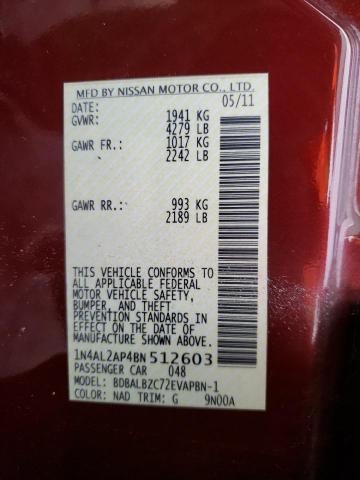 MFD BY NISSAN MOTOR CO., LTD.
DATE: 05/11
GVWR: 1941 KG
4279 LB
GAWR FR.: 1017 KG
2242 LB
GAWR RR.: 993 KG
2189 LB
THIS VEHICLE CONFORMS TO
ALL APPLICABLE FEDERAL
MOTOR VEHICLE SAFETY,
BUMPER, AND THEFT
PREVENTION STANDARDS IN
EFFECT ON THE DATE OF
MANUFACTURE SHOWN ABOVE.
1N4AL2AP4BN512603
PASSENGER CAR 048
MODEL: BDBALBZC72EVAPBN-1
COLOR: NAD TRIM: G 9N00A